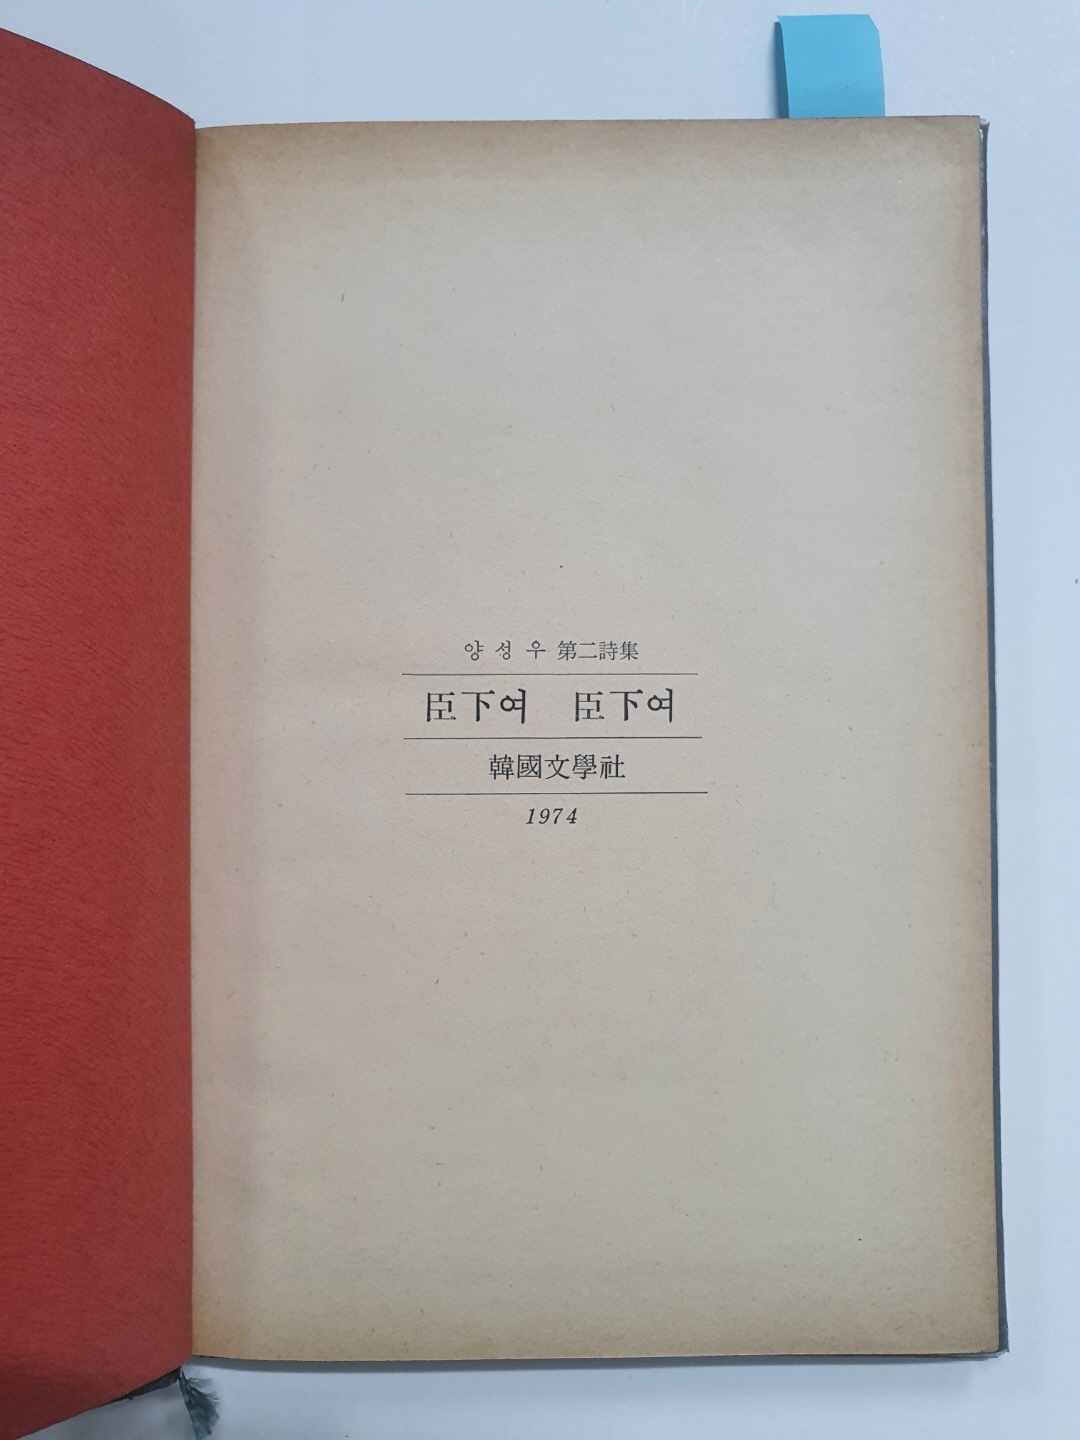 양 성 우 第二詩集
臣下여 臣下여
韓國文學社
1974